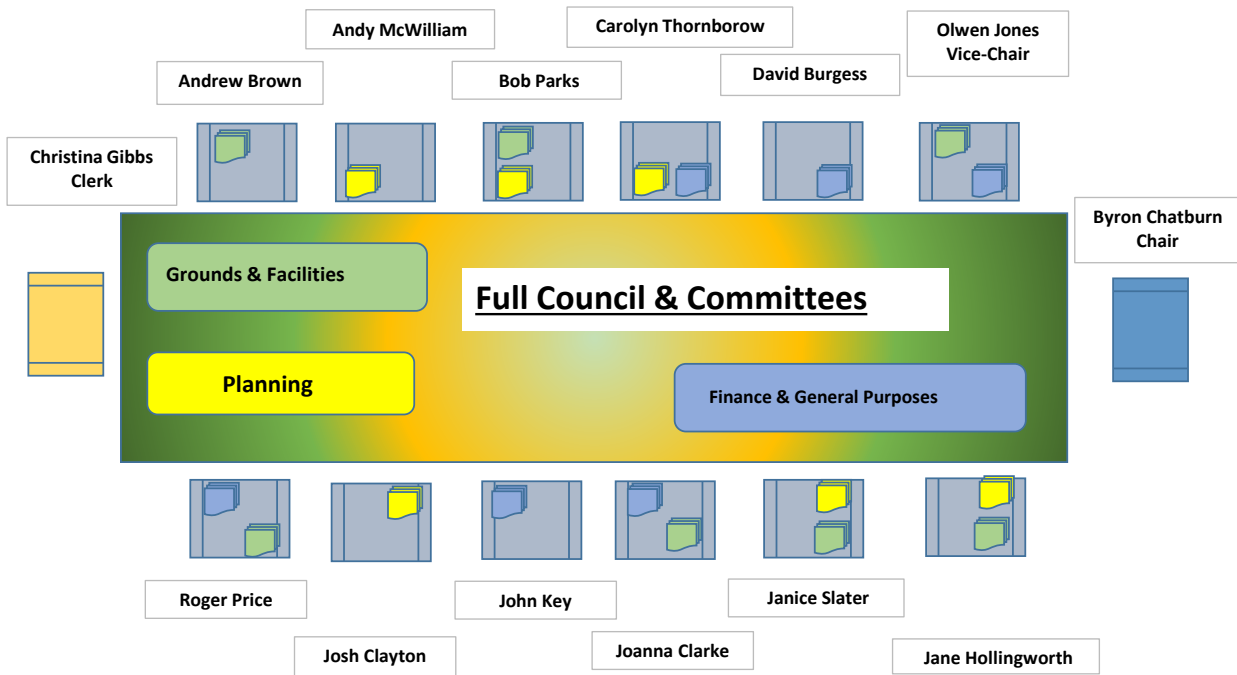 Andy McWilliam
Carolyn Thornborow
Olwen Jones
Vice-Chair
Andrew Brown
Bob Parks
David Burgess
Christina Gibbs
Clerk
Byron Chatburn
Chair
Grounds & Facilities
Full Council & Committees
Planning
Finance & General Purposes
Roger Price
John Key
Janice Slater
Josh Clayton
Joanna Clarke
Jane Hollingworth